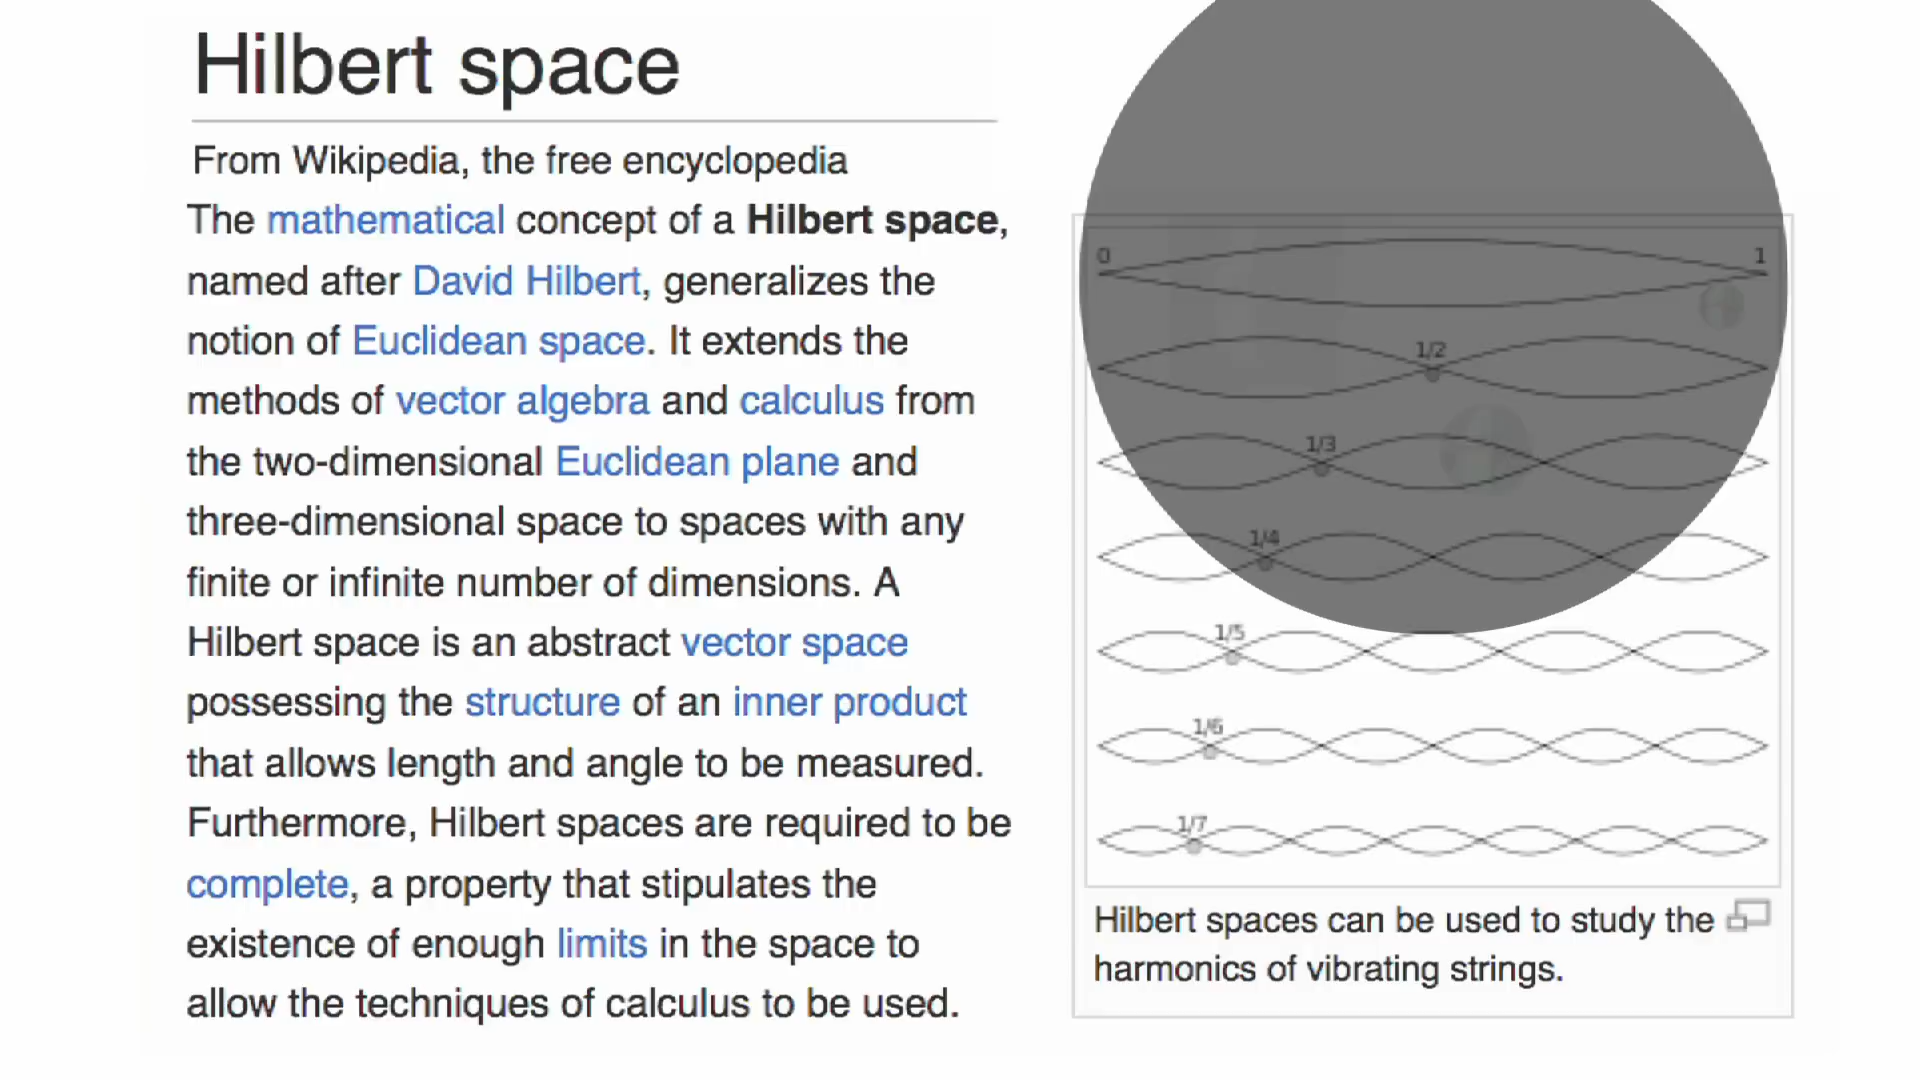 Hilbert space
From Wikipedia, the free encyclopedia
The mathematical concept of a Hilbert space,
named after David Hilbert, generalizes the
notion of Euclidean space. It extends the
methods of vector algebra and calculus from
the two-dimensional Euclidean plane and
three-dimensional space to spaces with any
finite or infinite number of dimensions. A
Hilbert space is an abstract vector space
possessing the structure of an inner product
that allows length and angle to be measured.
Furthermore, Hilbert spaces are required to be
complete, a property that stipulates the
existence of enough limits in the space to
allow the techniques of calculus to be used.
0 1
1/2
1/3
1/4
1/5
1/6
1/7
Hilbert spaces can be used to study the
harmonics of vibrating strings.